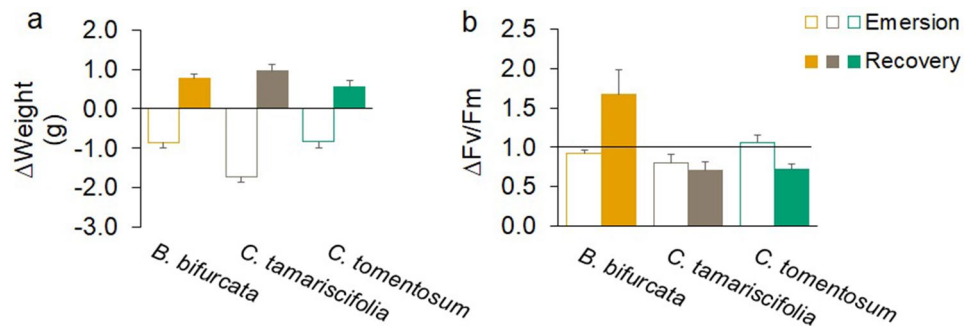 a
ΔWeight
(g)
2.0
1.0
0.0
-1.0
-2.0
-3.0
B. bifurcata
C. tamariscifolia
C. tomentosum
b
ΔFv/Fm
2.5
2.0
1.5
1.0
0.5
0.0
B. bifurcata
C. tamariscifolia
C. tomentosum
Emersion
Recovery